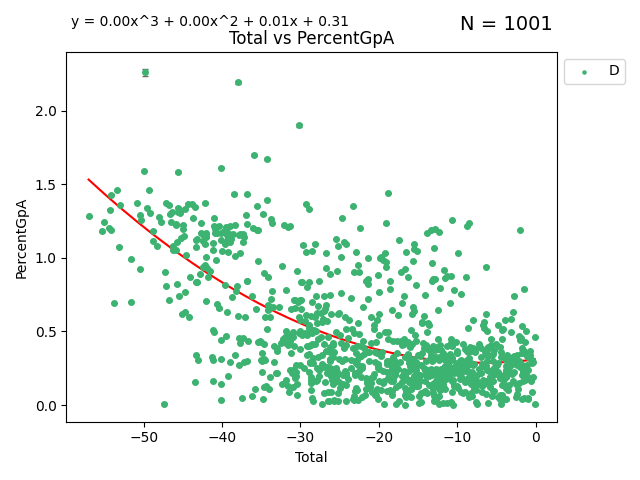 y = 0.00x^3 + 0.00x^2 + 0.01x + 0.31
N = 1001
Total vs PercentGpA
D
PercentGpA
2.0
1.5
1.0
0.5
0.0
−50
−40
−30
−20
−10
0
Total